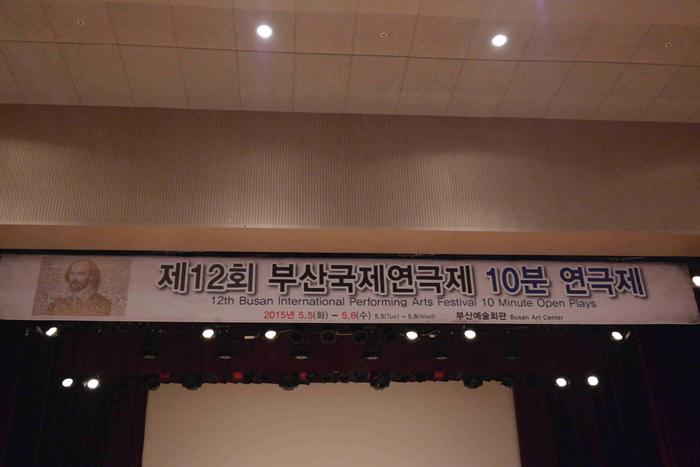 제12회 부산국제연극제 10분 연극제
12th Busan International Performing Arts Festival 10 Minute Open Plays
2015년 5.5(화) – 5.6(수) 5.5(Tue) – 5.6(Wed) 부산예술회관 Busan Art Center